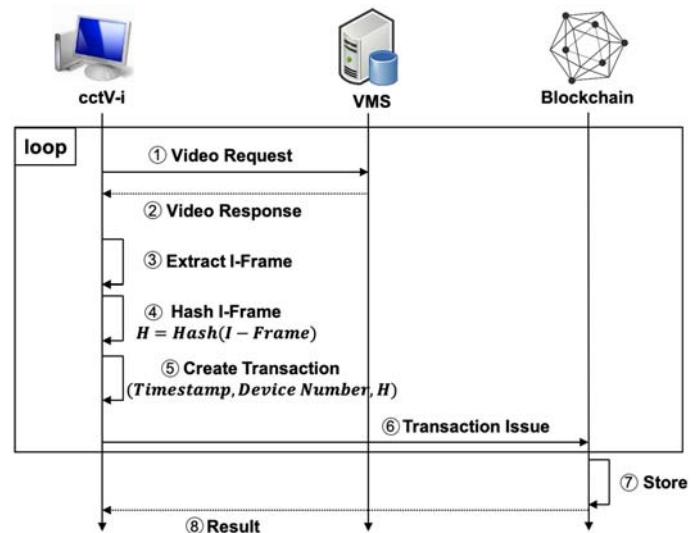 cctV-i
VMS
Blockchain
loop
① Video Request
② Video Response
③ Extract I-Frame
④ Hash I-Frame
H = Hash(I − Frame)
⑤ Create Transaction
(Timestamp, Device Number, H)
⑥ Transaction Issue
⑦ Store
⑧ Result